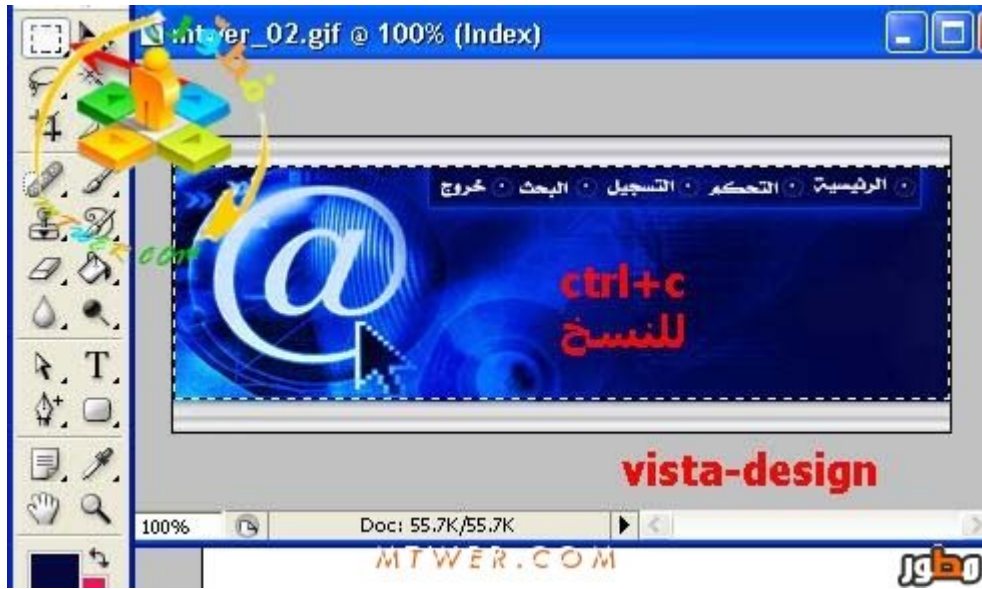 mtwer_02.gif @ 100% (Index)
الرئيسية · التحكم · التسجيل · البحث · خروج
ctrl+c
للنسخ
vista-design
100%
Doc: 55.7K/55.7K
MTWER.COM
مطور